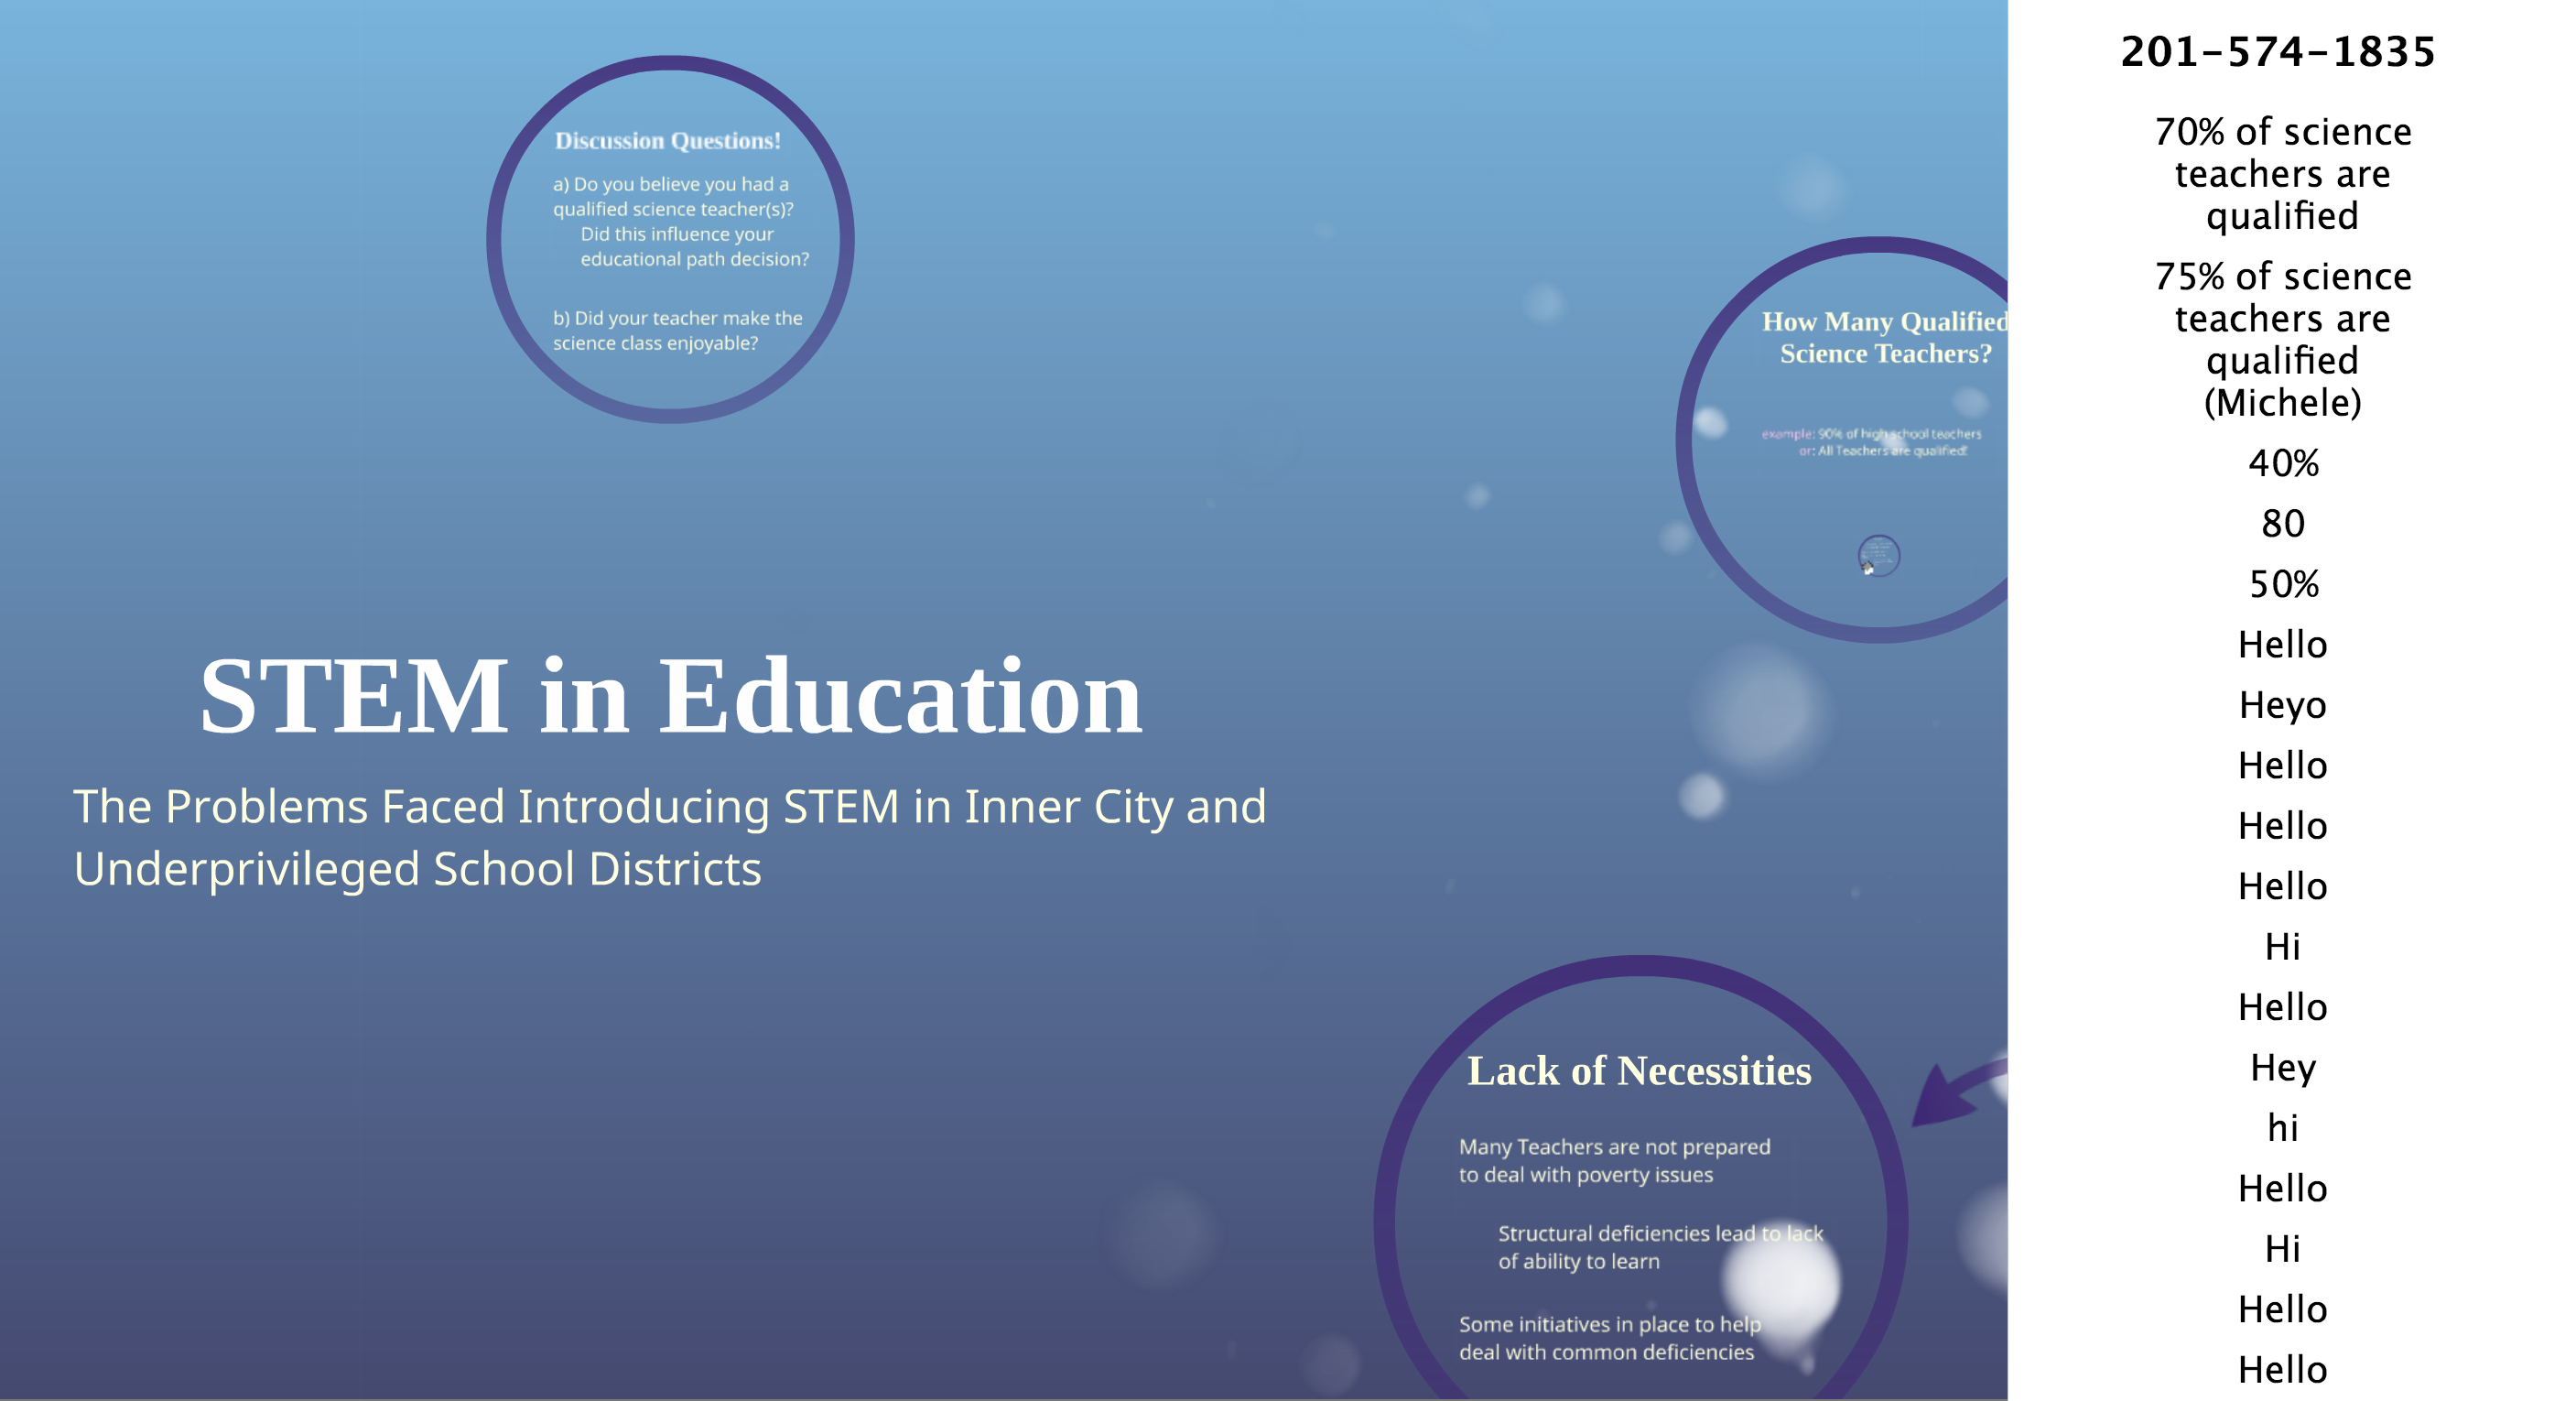 Discussion Questions!
a) Do you believe you had a
qualified science teacher(s)?
Did this influence your
educational path decision?
b) Did your teacher make the
science class enjoyable?
How Many Qualified
Science Teachers?
example: 90% of high school teachers
or: All Teachers are qualified!
STEM in Education
The Problems Faced Introducing STEM in Inner City and
Underprivileged School Districts
Lack of Necessities
Many Teachers are not prepared
to deal with poverty issues
Structural deficiencies lead to lack
of ability to learn
Some initiatives in place to help
deal with common deficiencies
201-574-1835
70% of science
teachers are
qualified
75% of science
teachers are
qualified
(Michele)
40%
80
50%
Hello
Heyo
Hello
Hello
Hello
Hi
Hello
Hey
hi
Hello
Hi
Hello
Hello